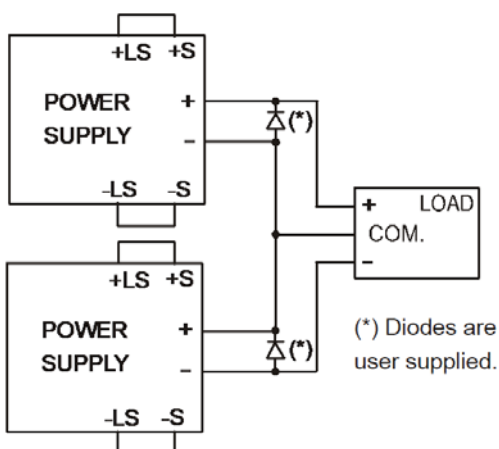 +LS +S
POWER
SUPPLY
+
−
(*)
-LS -S
+ LOAD
COM.
−
+LS +S
POWER
SUPPLY
+
−
(*)
-LS -S
(*) Diodes are
user supplied.